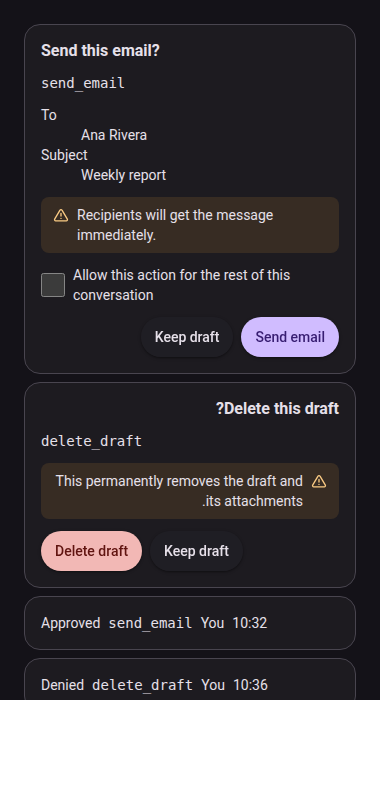 Send this email?
send_email
To
Ana Rivera
Subject
Weekly report
Recipients will get the message
immediately.
Allow this action for the rest of this
conversation
Keep draft
Send email
?Delete this draft
delete_draft
This permanently removes the draft and
.its attachments
Delete draft
Keep draft
Approved send_email You 10:32
Denied delete_draft You 10:36